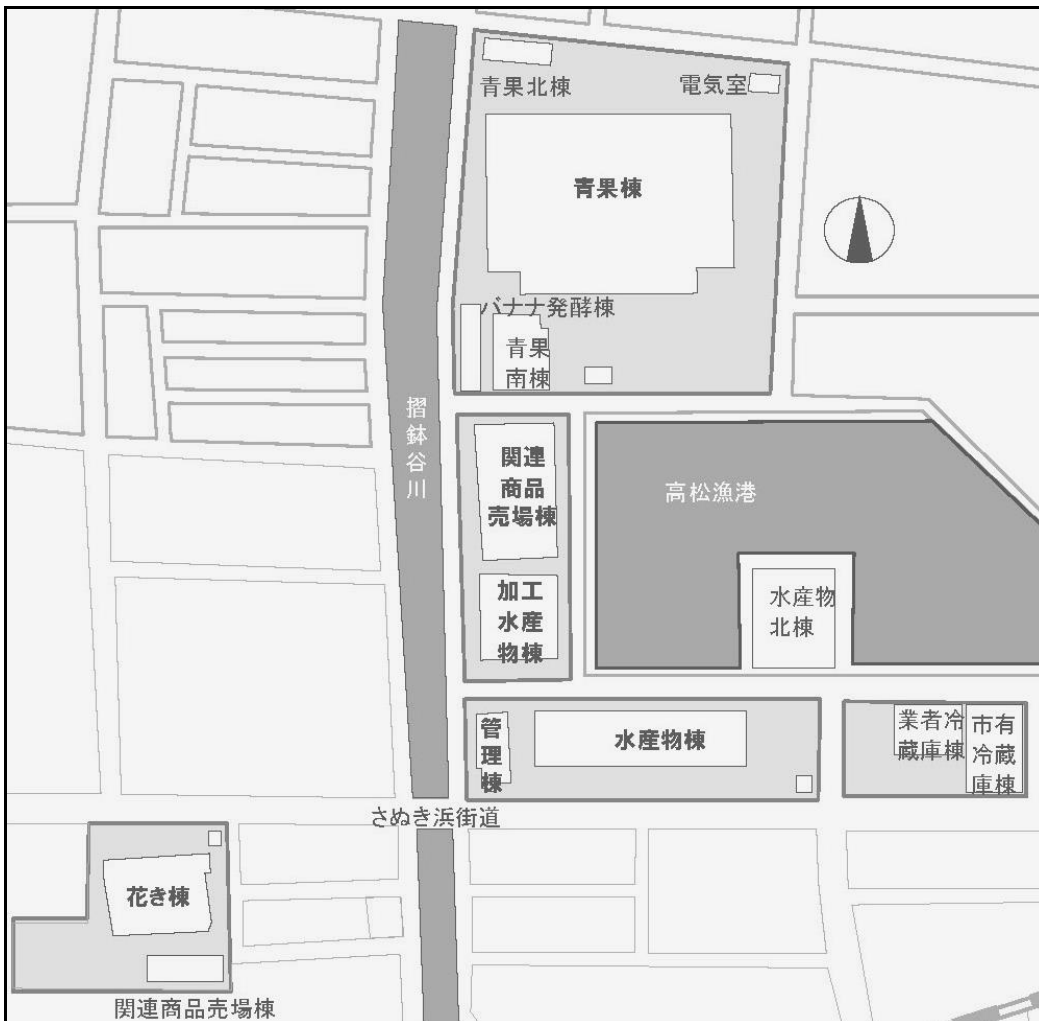 青果北棟
電気室
青果棟
バナナ発酵棟
青果
南棟
摺鉢谷川
関連
商品
売場棟
高松漁港
加工
水産
物棟
水産物
北棟
管
理
棟
水産物棟
業者冷
蔵庫棟
市有
冷蔵
庫棟
さぬき浜街道
花き棟
関連商品売場棟